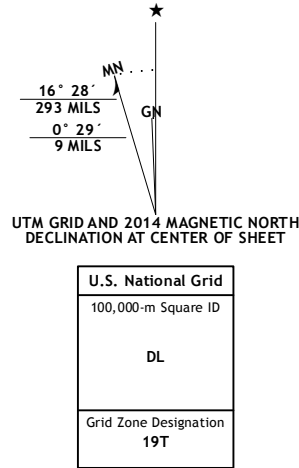 ★
MN
GN
16° 28´
293 MILS
0° 29´
9 MILS
UTM GRID AND 2014 MAGNETIC NORTH
DECLINATION AT CENTER OF SHEET
U.S. National Grid
100,000-m Square ID
DL
Grid Zone Designation
19T